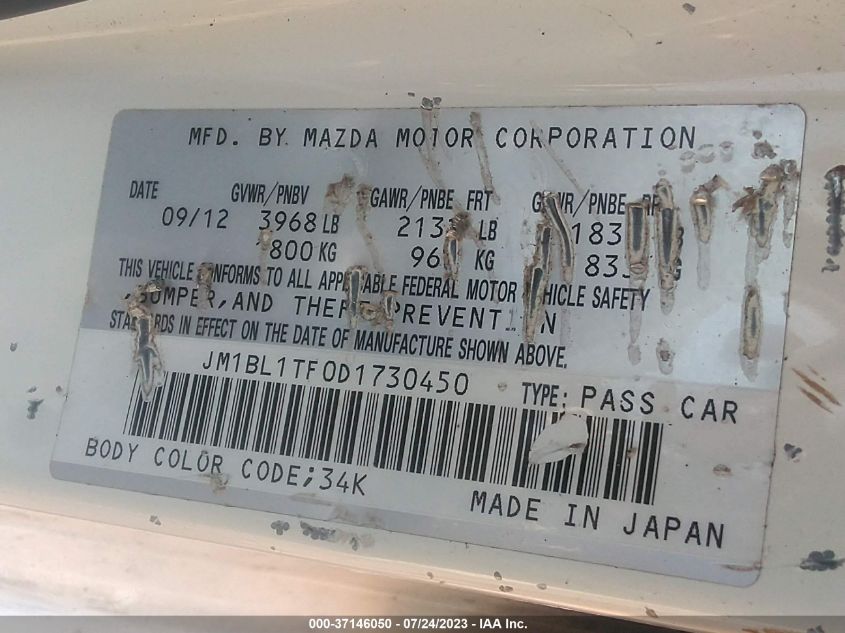 MFD. BY MAZDA MOTOR CORPORATION
DATE GVWR/PNBV GAWR/PNBE FRT
09/12 3968 LB LB
800 KG KG
THIS VEHICLE CONFORMS TO ALL APPLICABLE FEDERAL MOTOR VEHICLE SAFETY
BUMPER, AND THEFT PREVENTION
STANDARDS IN EFFECT ON THE DATE OF MANUFACTURE SHOWN ABOVE.
JM1BL1TF0D1730450 TYPE: PASS CAR
BODY COLOR CODE;34K
MADE IN JAPAN
000-37146050 - 07/24/2023 - IAA Inc.